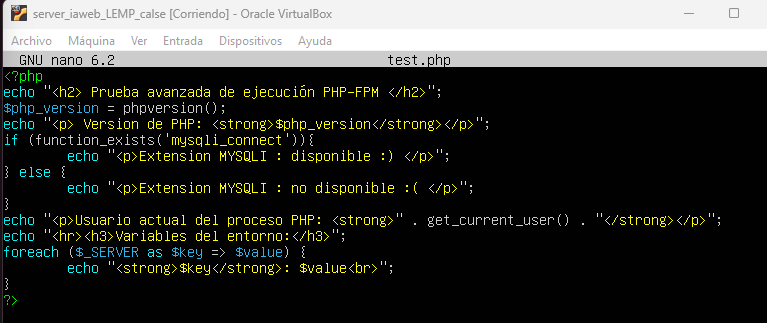 server_iaweb_LEMP_calse [Corriendo] - Oracle VirtualBox
Archivo Máquina Ver Entrada Dispositivos Ayuda
GNU nano 6.2 test.php
<?php
echo "<h2> Prueba avanzada de ejecución PHP-FPM </h2>";
$php_version = phpversion();
echo "<p> Version de PHP: <strong>$php_version</strong></p>";
if (function_exists('mysqli_connect')){
        echo "<p>Extension MYSQLI : disponible :) </p>";
} else {
        echo "<p>Extension MYSQLI : no disponible :( </p>";
}
echo "<p>Usuario actual del proceso PHP: <strong>" . get_current_user() . "</strong></p>";
echo "<hr><h3>Variables del entorno:</h3>";
foreach ($_SERVER as $key => $value) {
        echo "<strong>$key</strong>: $value<br>";
}
?>